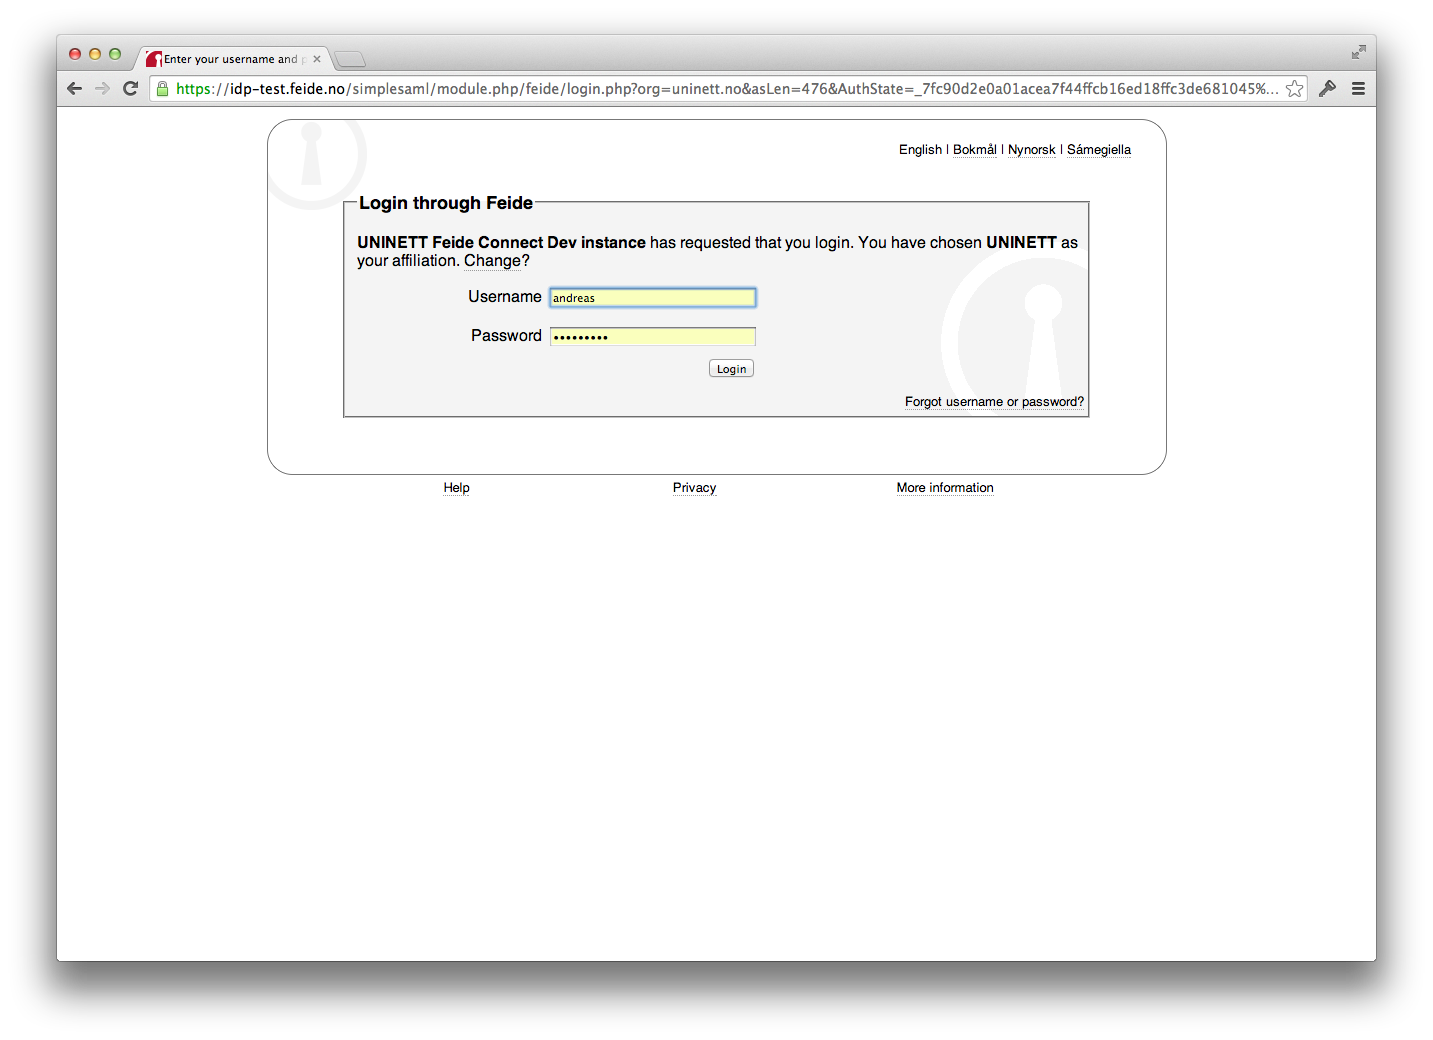 Enter your username and p
https://idp-test.feide.no/simplesaml/module.php/feide/login.php?org=uninett.no&asLen=476&AuthState=_7fc90d2e0a01acea7f44ffcb16ed18ffc3de681045%...
English | Bokmål | Nynorsk | Sámegiella
Login through Feide
UNINETT Feide Connect Dev instance has requested that you login. You have chosen UNINETT as
your affiliation. Change?
Username andreas
Password •••••••••
Login
Forgot username or password?
Help Privacy More information